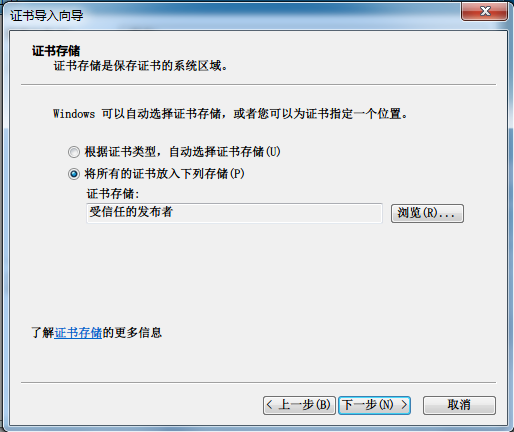 证书导入向导
证书存储
证书存储是保存证书的系统区域。
Windows 可以自动选择证书存储，或者您可以为证书指定一个位置。
根据证书类型，自动选择证书存储(U)
将所有的证书放入下列存储(P)
证书存储:
受信任的发布者
浏览(R)...
了解证书存储的更多信息
< 上一步(B)
下一步(N) >
取消